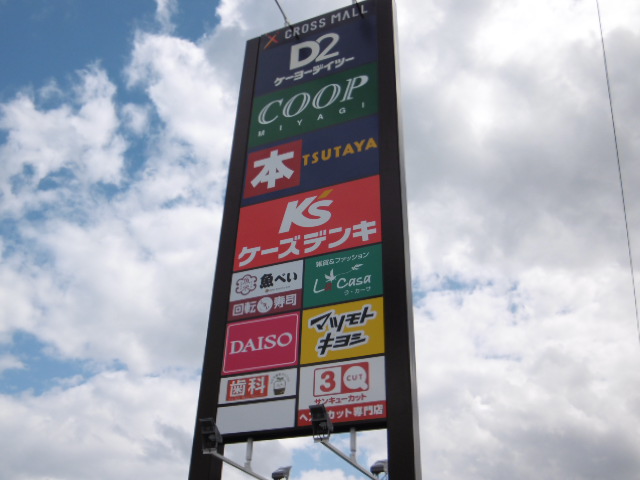 CROSS MALL
D2
ケーヨーデイツー
COOP
MIYAGI
本 TSUTAYA
K's
ケーズデンキ
魚べい
回転寿司
雑貨&ファッション
La Casa
ラ・カーサ
DAISO
マツモト
キヨシ
歯科
3 CUT
サンキューカット
ヘアーカット専門店